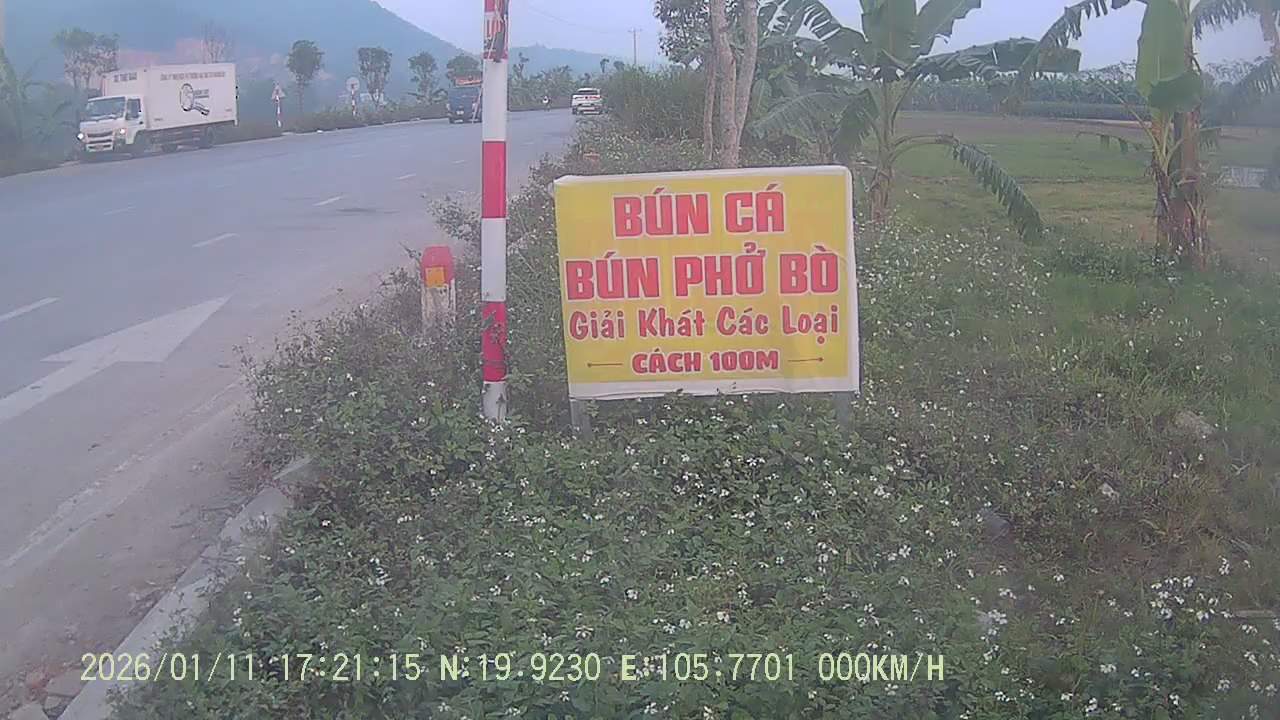 BÚN CÁ
BÚN PHỞ BÒ
Giải Khát Các Loại
CÁCH 100M
2026/01/11 17:21:15 N:19.9230 E:105.7701 000KM/H